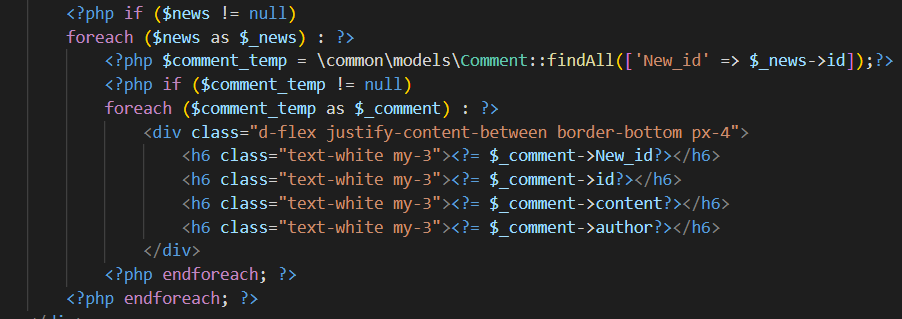 <?php if ($news != null)
foreach ($news as $_news) : ?>
<?php $comment_temp = \common\models\Comment::findAll(['New_id' => $_news->id]);?>
<?php if ($comment_temp != null)
foreach ($comment_temp as $_comment) : ?>
<div class="d-flex justify-content-between border-bottom px-4">
<h6 class="text-white my-3"><?= $_comment->New_id?></h6>
<h6 class="text-white my-3"><?= $_comment->id?></h6>
<h6 class="text-white my-3"><?= $_comment->content?></h6>
<h6 class="text-white my-3"><?= $_comment->author?></h6>
</div>
<?php endforeach; ?>
<?php endforeach; ?>